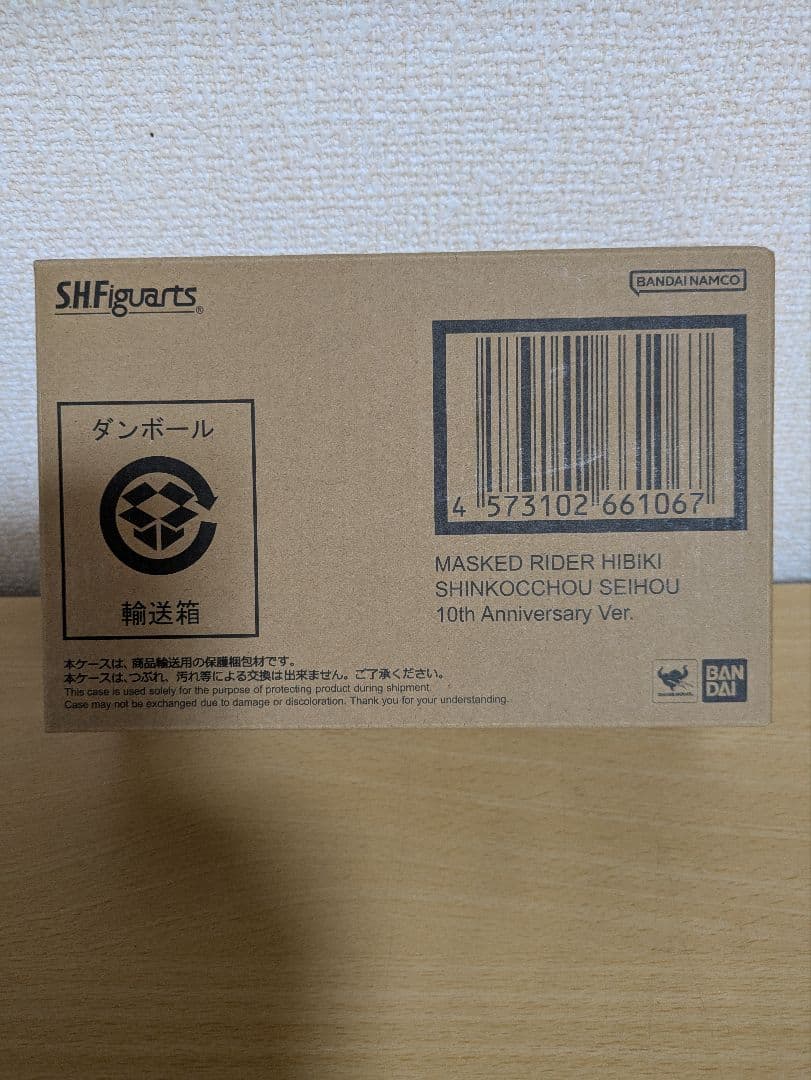 S.H.Figuarts®
BANDAI NAMCO
ダンボール
輸送箱
4 573102 661067
MASKED RIDER HIBIKI
SHINKOCCHOU SEIHOU
10th Anniversary Ver.
本ケースは、商品輸送用の保護梱包材です。
本ケースは、つぶれ、汚れ等による交換は出来ません。ご了承ください。
This case is used solely for the purpose of protecting product during shipment.
Case may not be exchanged due to damage or discoloration. Thank you for your understanding.
BAN
DAI